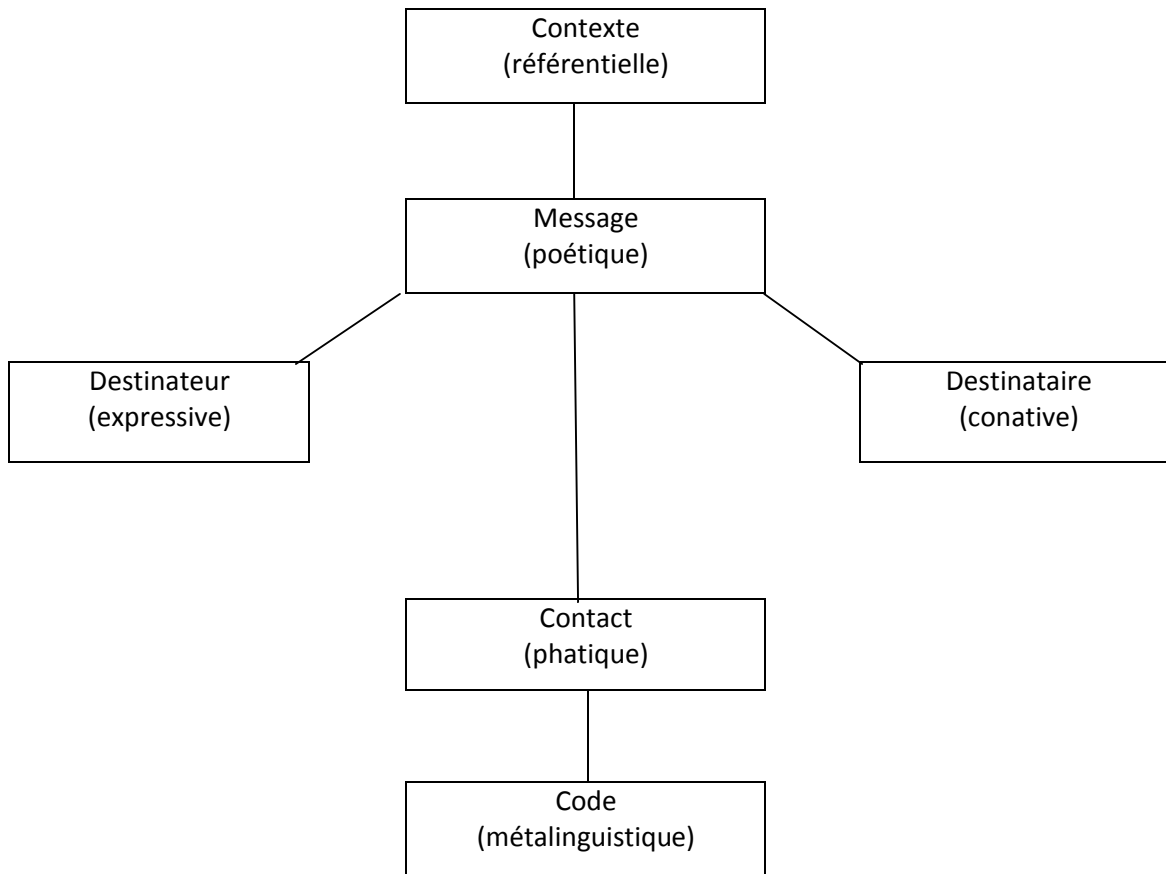 Contexte
(référentielle)
Message
(poétique)
Destinateur
(expressive)
Destinataire
(conative)
Contact
(phatique)
Code
(métalinguistique)